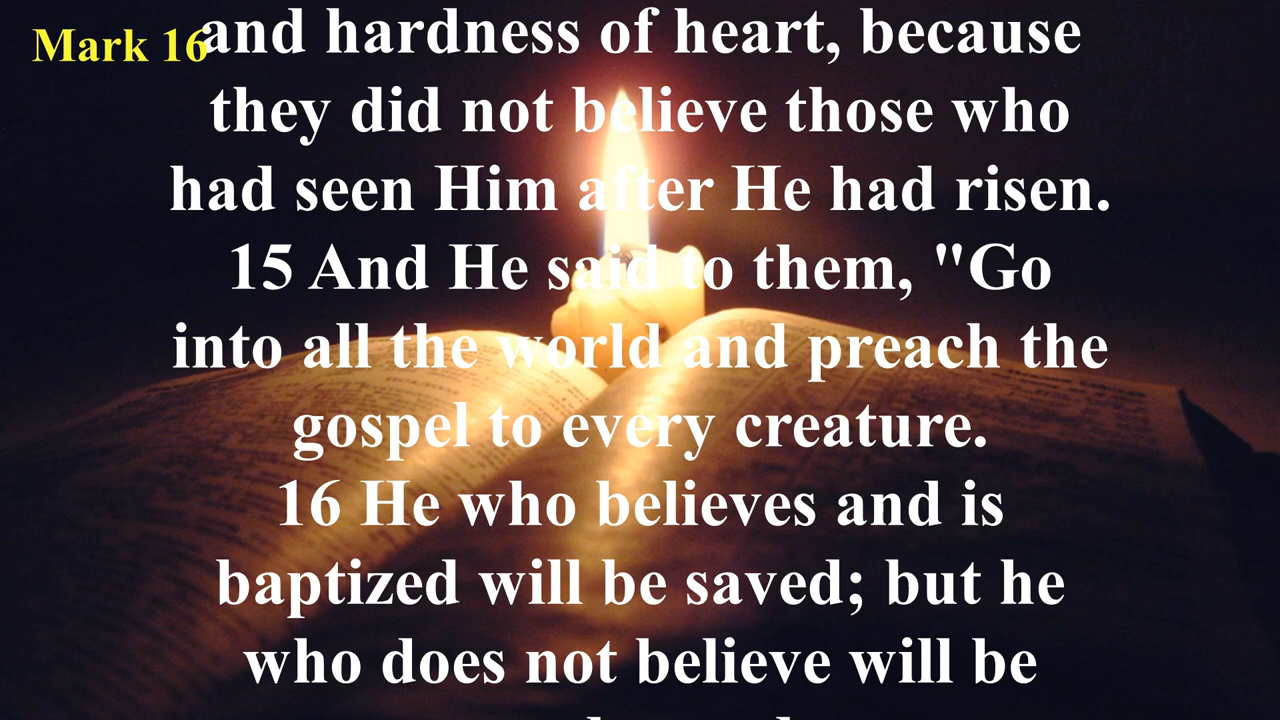 Mark 16
and hardness of heart, because
they did not believe those who
had seen Him after He had risen.
15 And He said to them, "Go
into all the world and preach the
gospel to every creature.
16 He who believes and is
baptized will be saved; but he
who does not believe will be